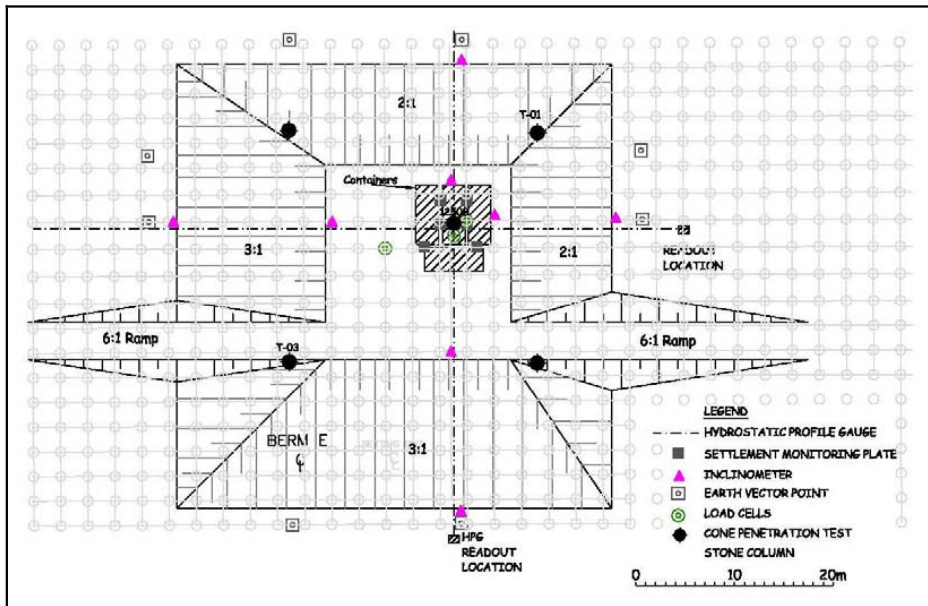 2:1
T-01
Containers
3:1
2:1
READOUT
LOCATION
6:1 Ramp
6:1 Ramp
T-03
BERM E
3:1
LEGEND
HYDROSTATIC PROFILE GAUGE
SETTLEMENT MONITORING PLATE
INCLINOMETER
EARTH VECTOR POINT
LOAD CELLS
CONE PENETRATION TEST
STONE COLUMN
HPG
READOUT
LOCATION
0 10 20m